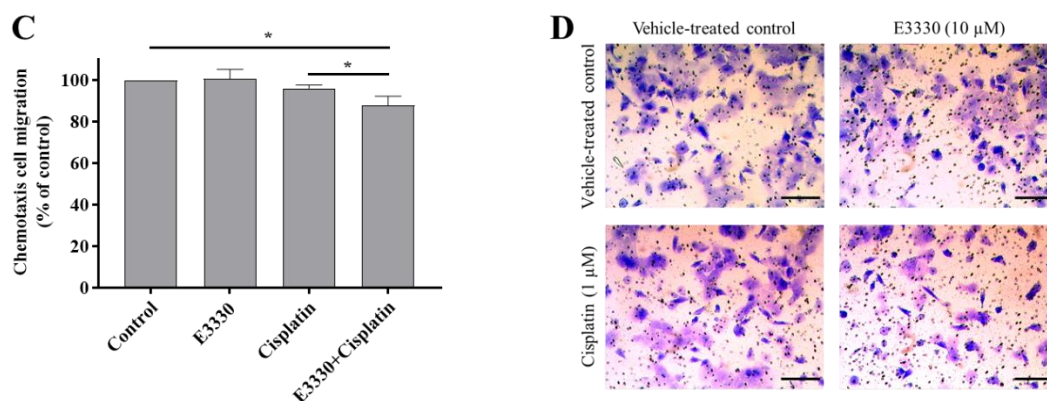 C
*
*
100
80
60
40
20
0
Chemotaxis cell migration
(% of control)
Control
E3330
Cisplatin
E3330+Cisplatin
D
Vehicle-treated control
E3330 (10 µM)
Vehicle-treated control
Cisplatin (1 µM)